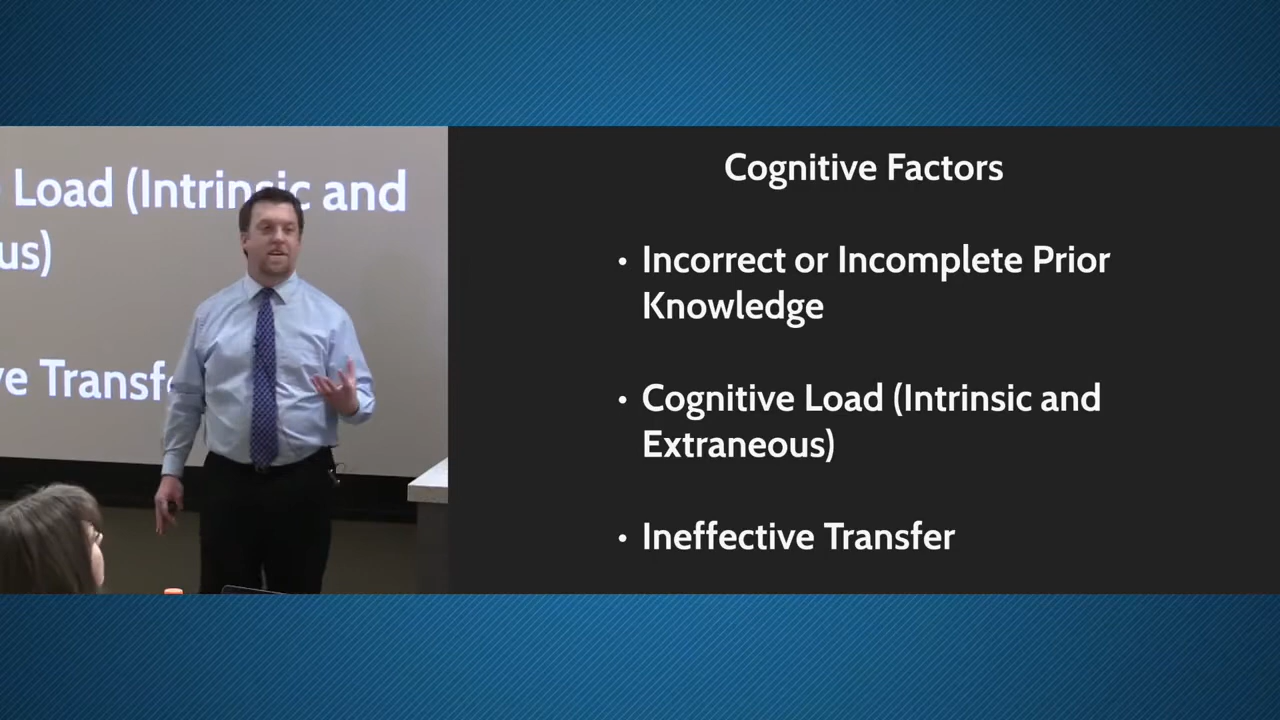 Load (Intrinsic and
us)
ve Transfe
Cognitive Factors
• Incorrect or Incomplete Prior
Knowledge
• Cognitive Load (Intrinsic and
Extraneous)
• Ineffective Transfer